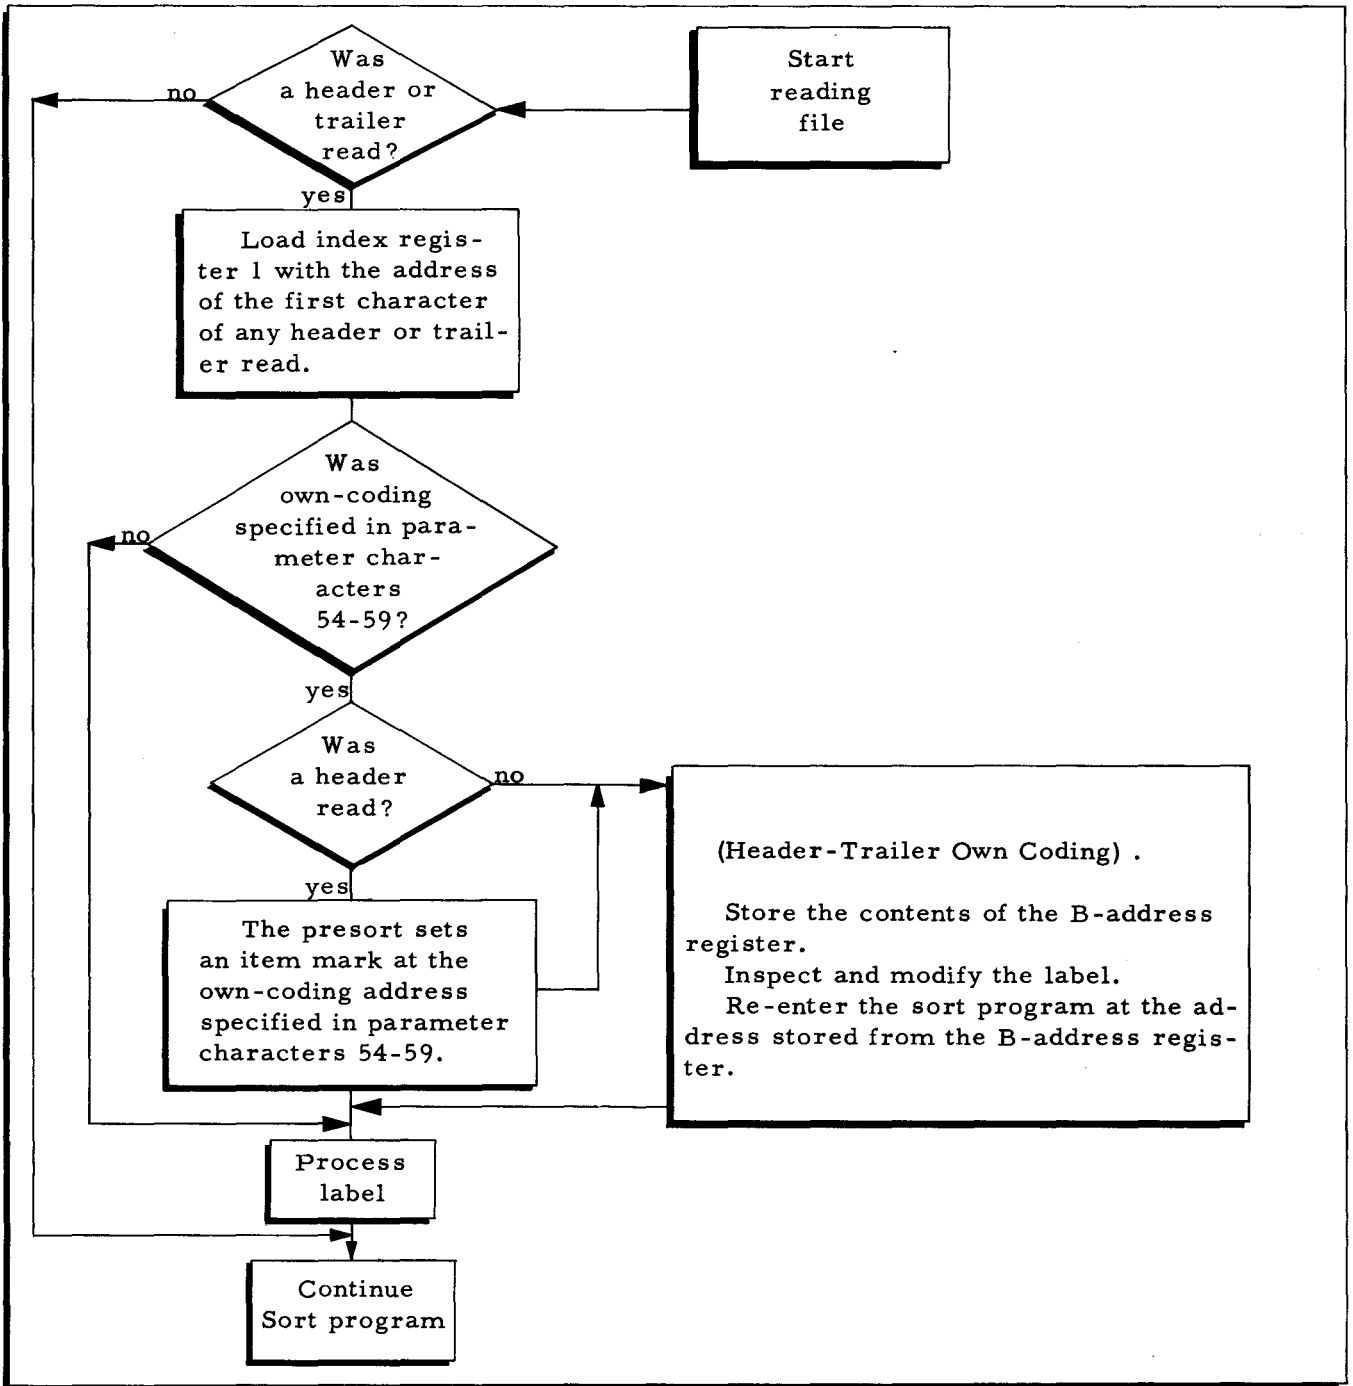 Start
reading
file
Was
a header or
trailer
read?
no
yes
Load index regis-
ter 1 with the address
of the first character
of any header or trail-
er read.
Was
own-coding
specified in para-
meter char-
acters
54-59?
no
yes
Was
a header
read?
no
yes
The presort sets
an item mark at the
own-coding address
specified in parameter
characters 54-59.
(Header-Trailer Own Coding) .
Store the contents of the B-address
register.
Inspect and modify the label.
Re-enter the sort program at the ad-
dress stored from the B-address regis-
ter.
Process
label
Continue
Sort program